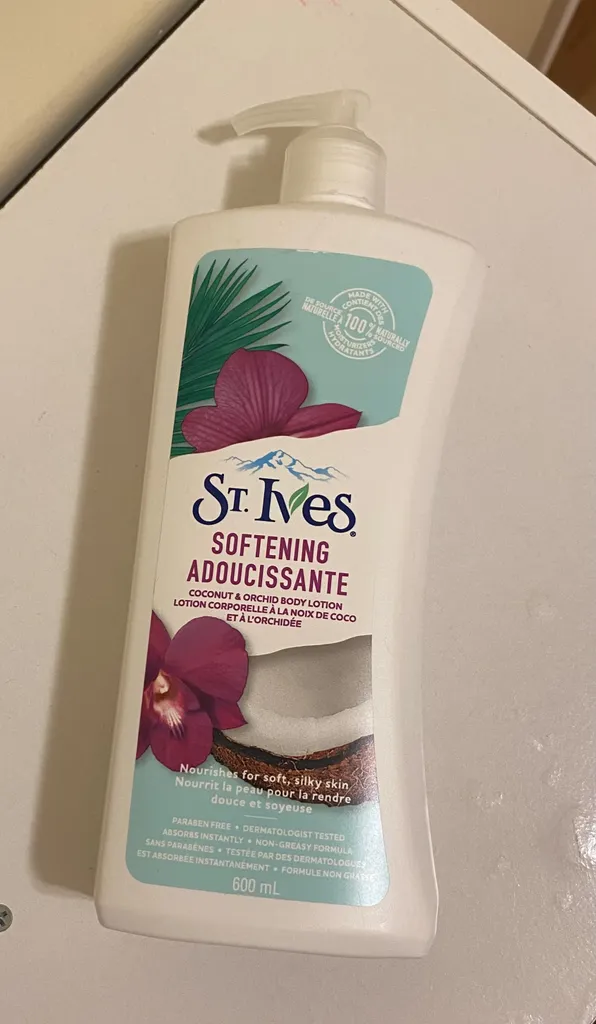 MADE WITH
CONTIENT DES
DE SOURCE
NATURELLE À
100%
NATURALLY
SOURCED
MOISTURIZERS
HYDRATANTS
ST. IVES®
SOFTENING
ADOUCISSANTE
COCONUT & ORCHID BODY LOTION
LOTION CORPORELLE À LA NOIX DE COCO
ET À L'ORCHIDÉE
Nourishes for soft, silky skin
Nourrit la peau pour la rendre
douce et soyeuse
PARABEN FREE • DERMATOLOGIST TESTED
ABSORBS INSTANTLY • NON-GREASY FORMULA
SANS PARABÈNES • TESTÉE PAR DES DERMATOLOGUES
EST ABSORBÉE INSTANTANÉMENT • FORMULE NON GRASSE
600 mL